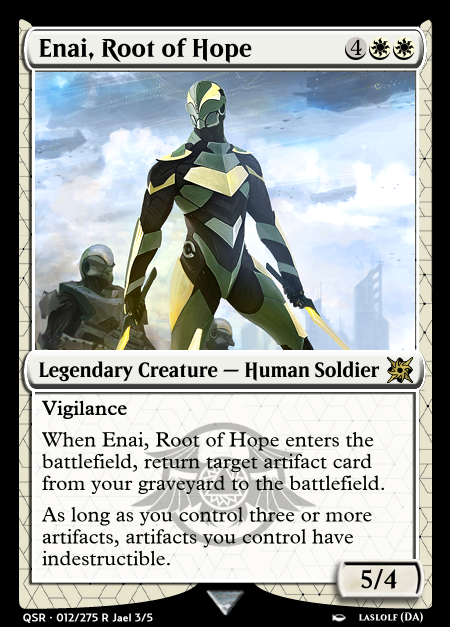 Enai, Root of Hope 4
Legendary Creature — Human Soldier
Vigilance
When Enai, Root of Hope enters the
battlefield, return target artifact card
from your graveyard to the battlefield.
As long as you control three or more
artifacts, artifacts you control have
indestructible.
5/4
QSR · 012/275 R Jael 3/5 LASLOLF (DA)